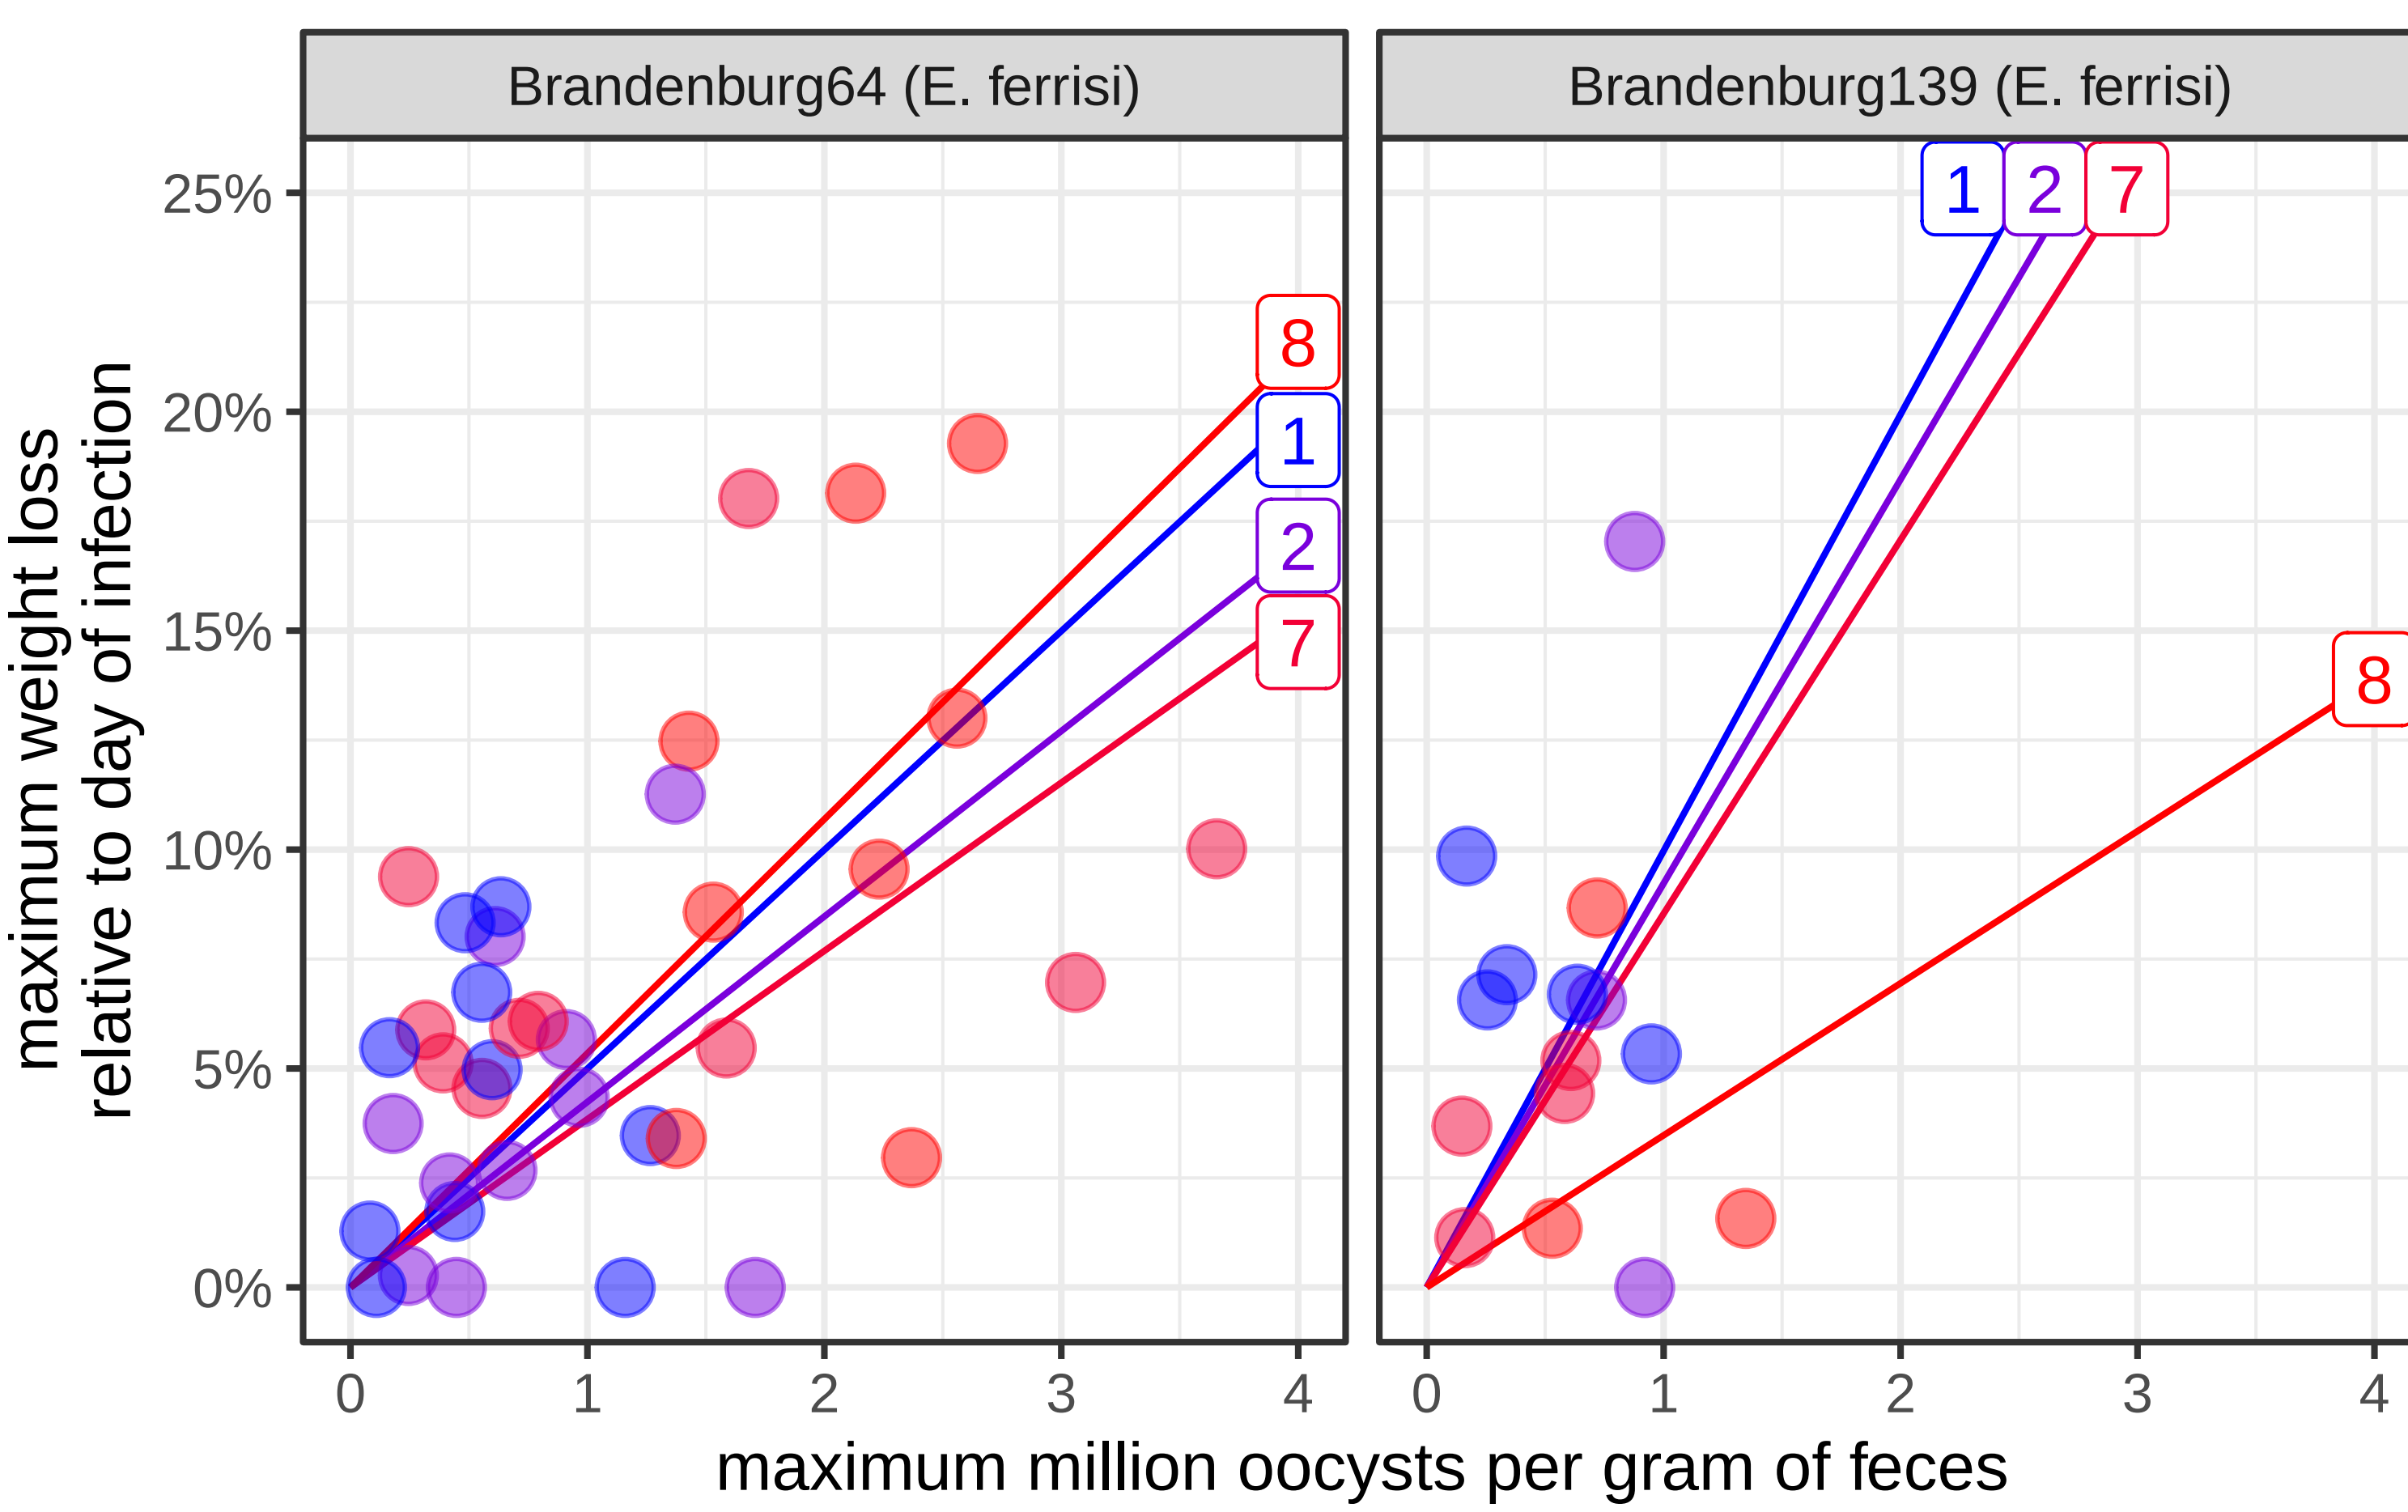 Brandenburg64 (E. ferrisi)
Brandenburg139 (E. ferrisi)
maximum weight loss
relative to day of infection
25%
20%
15%
10%
5%
0%
8
1
2
7
1 2 7
8
0 1 2 3 4
0 1 2 3 4
maximum million oocysts per gram of feces